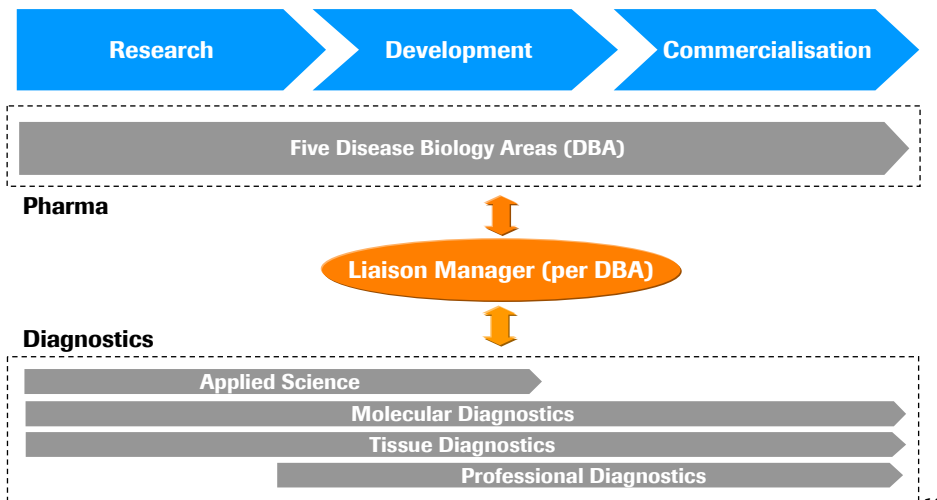 Research
Development
Commercialisation
Five Disease Biology Areas (DBA)
Pharma
Liaison Manager (per DBA)
Diagnostics
Applied Science
Molecular Diagnostics
Tissue Diagnostics
Professional Diagnostics